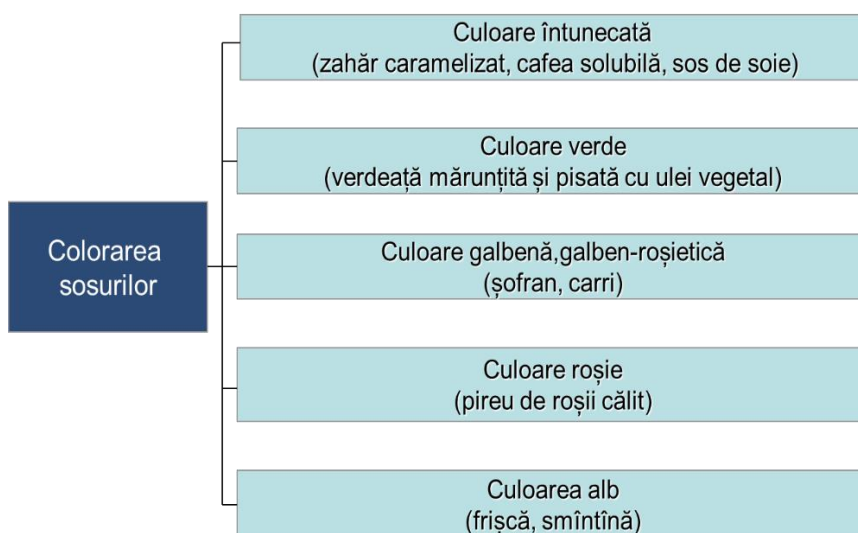 Colorarea
sosurilor
Culoare întunecată
(zahăr caramelizat, cafea solubilă, sos de soie)
Culoare verde
(verdeață mărunțită și pisată cu ulei vegetal)
Culoare galbenă,galben-roșietică
(șofran, carri)
Culoare roșie
(pireu de roșii călit)
Culoarea alb
(frișcă, smîntînă)